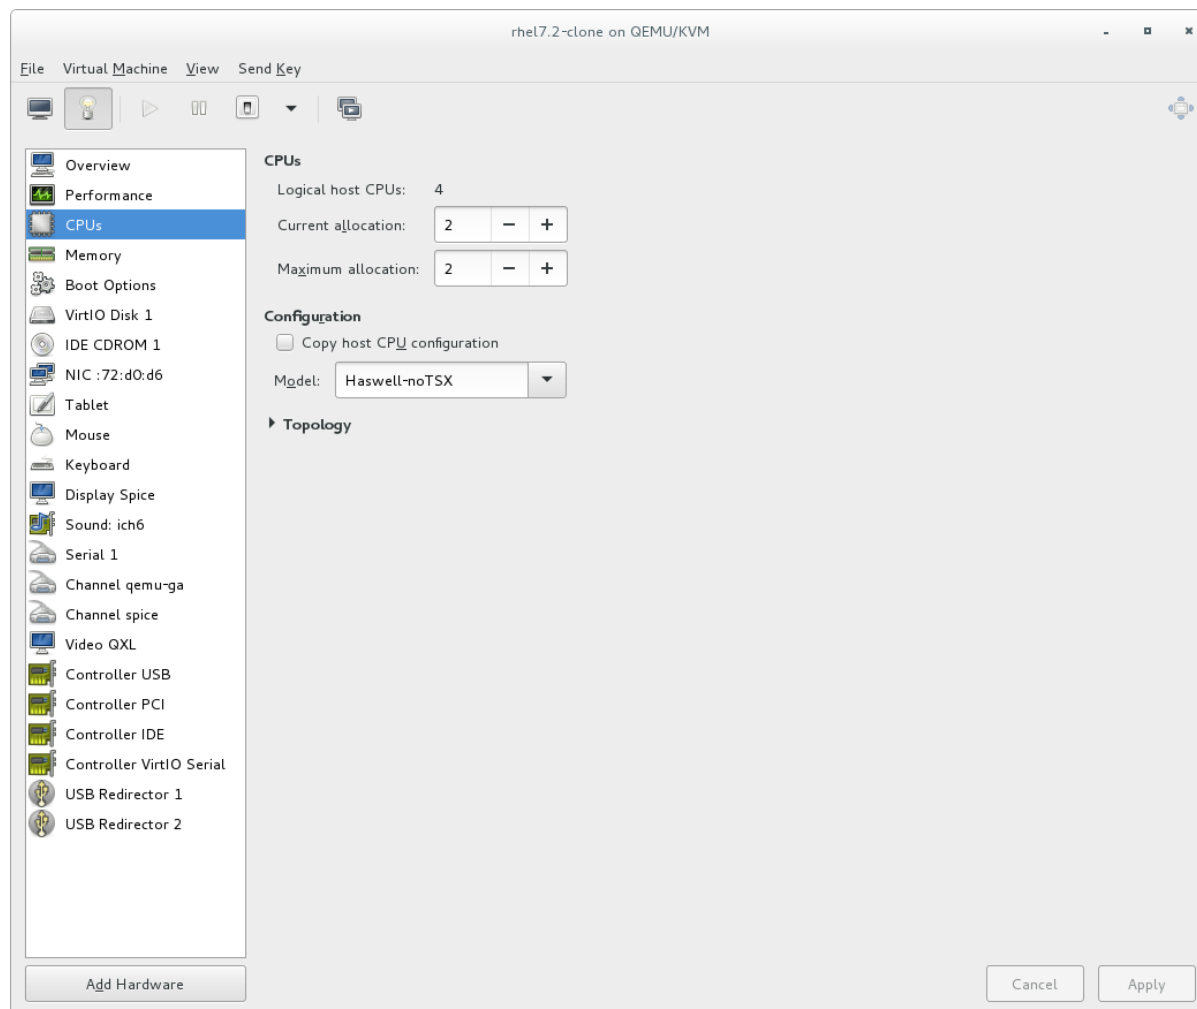 rhel7.2-clone on QEMU/KVM
File Virtual Machine View Send Key
Overview
Performance
CPUs
Memory
Boot Options
VirtIO Disk 1
IDE CDROM 1
NIC :72:d0:d6
Tablet
Mouse
Keyboard
Display Spice
Sound: ich6
Serial 1
Channel qemu-ga
Channel spice
Video QXL
Controller USB
Controller PCI
Controller IDE
Controller VirtIO Serial
USB Redirector 1
USB Redirector 2
Add Hardware
CPUs
Logical host CPUs: 4
Current allocation: 2 − +
Maximum allocation: 2 − +
Configuration
Copy host CPU configuration
Model: Haswell-noTSX
Topology
Cancel Apply